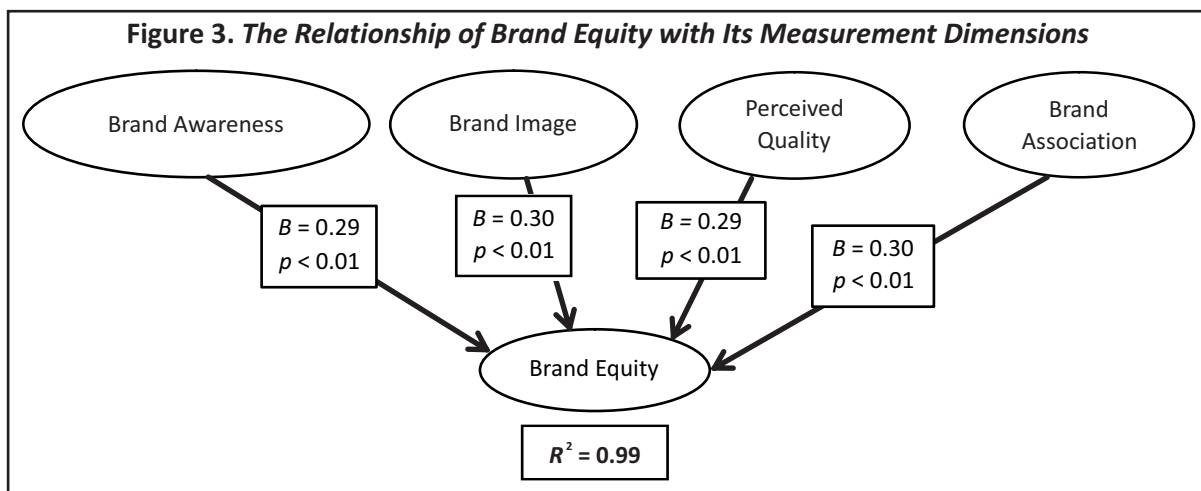 Figure 3. The Relationship of Brand Equity with Its Measurement Dimensions
Brand Awareness
Brand Image
Perceived
Quality
Brand
Association
B = 0.29
p < 0.01
B = 0.30
p < 0.01
B = 0.29
p < 0.01
B = 0.30
p < 0.01
Brand Equity
R² = 0.99